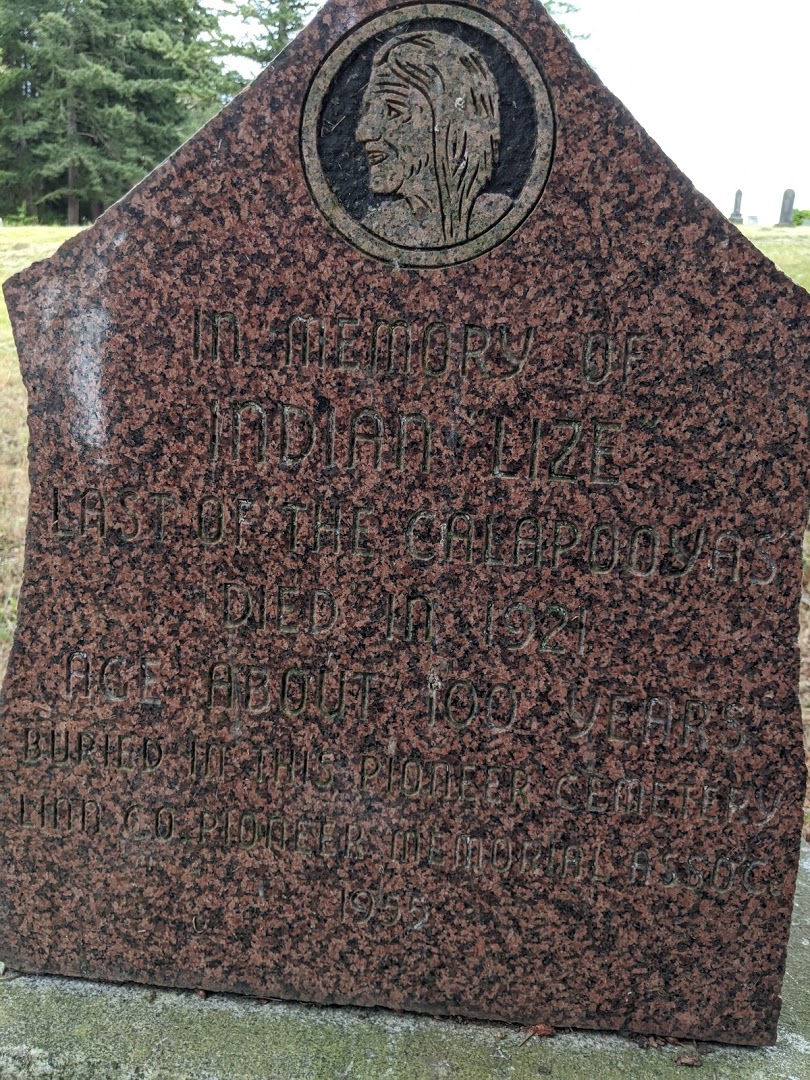 In MEMORY OF
INDIAN "LIZE"
LAST OF "THE CALAPOOYAS"
DIED In 1921
AGE ABOUT 100 YEARS
BURIED In THIS PIONEER CEMETERY
LINN CO. PIONEER MEMORIAL ASSOC.
1955